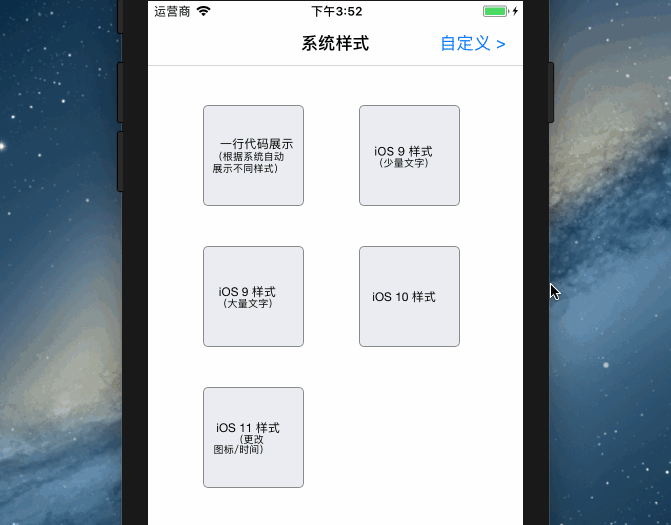 运营商 下午3:52
系统样式 自定义 >
一行代码展示
（根据系统自动
展示不同样式）
iOS 9 样式
（少量文字）
iOS 9 样式
（大量文字）
iOS 10 样式
iOS 11 样式
（更改
图标/时间）